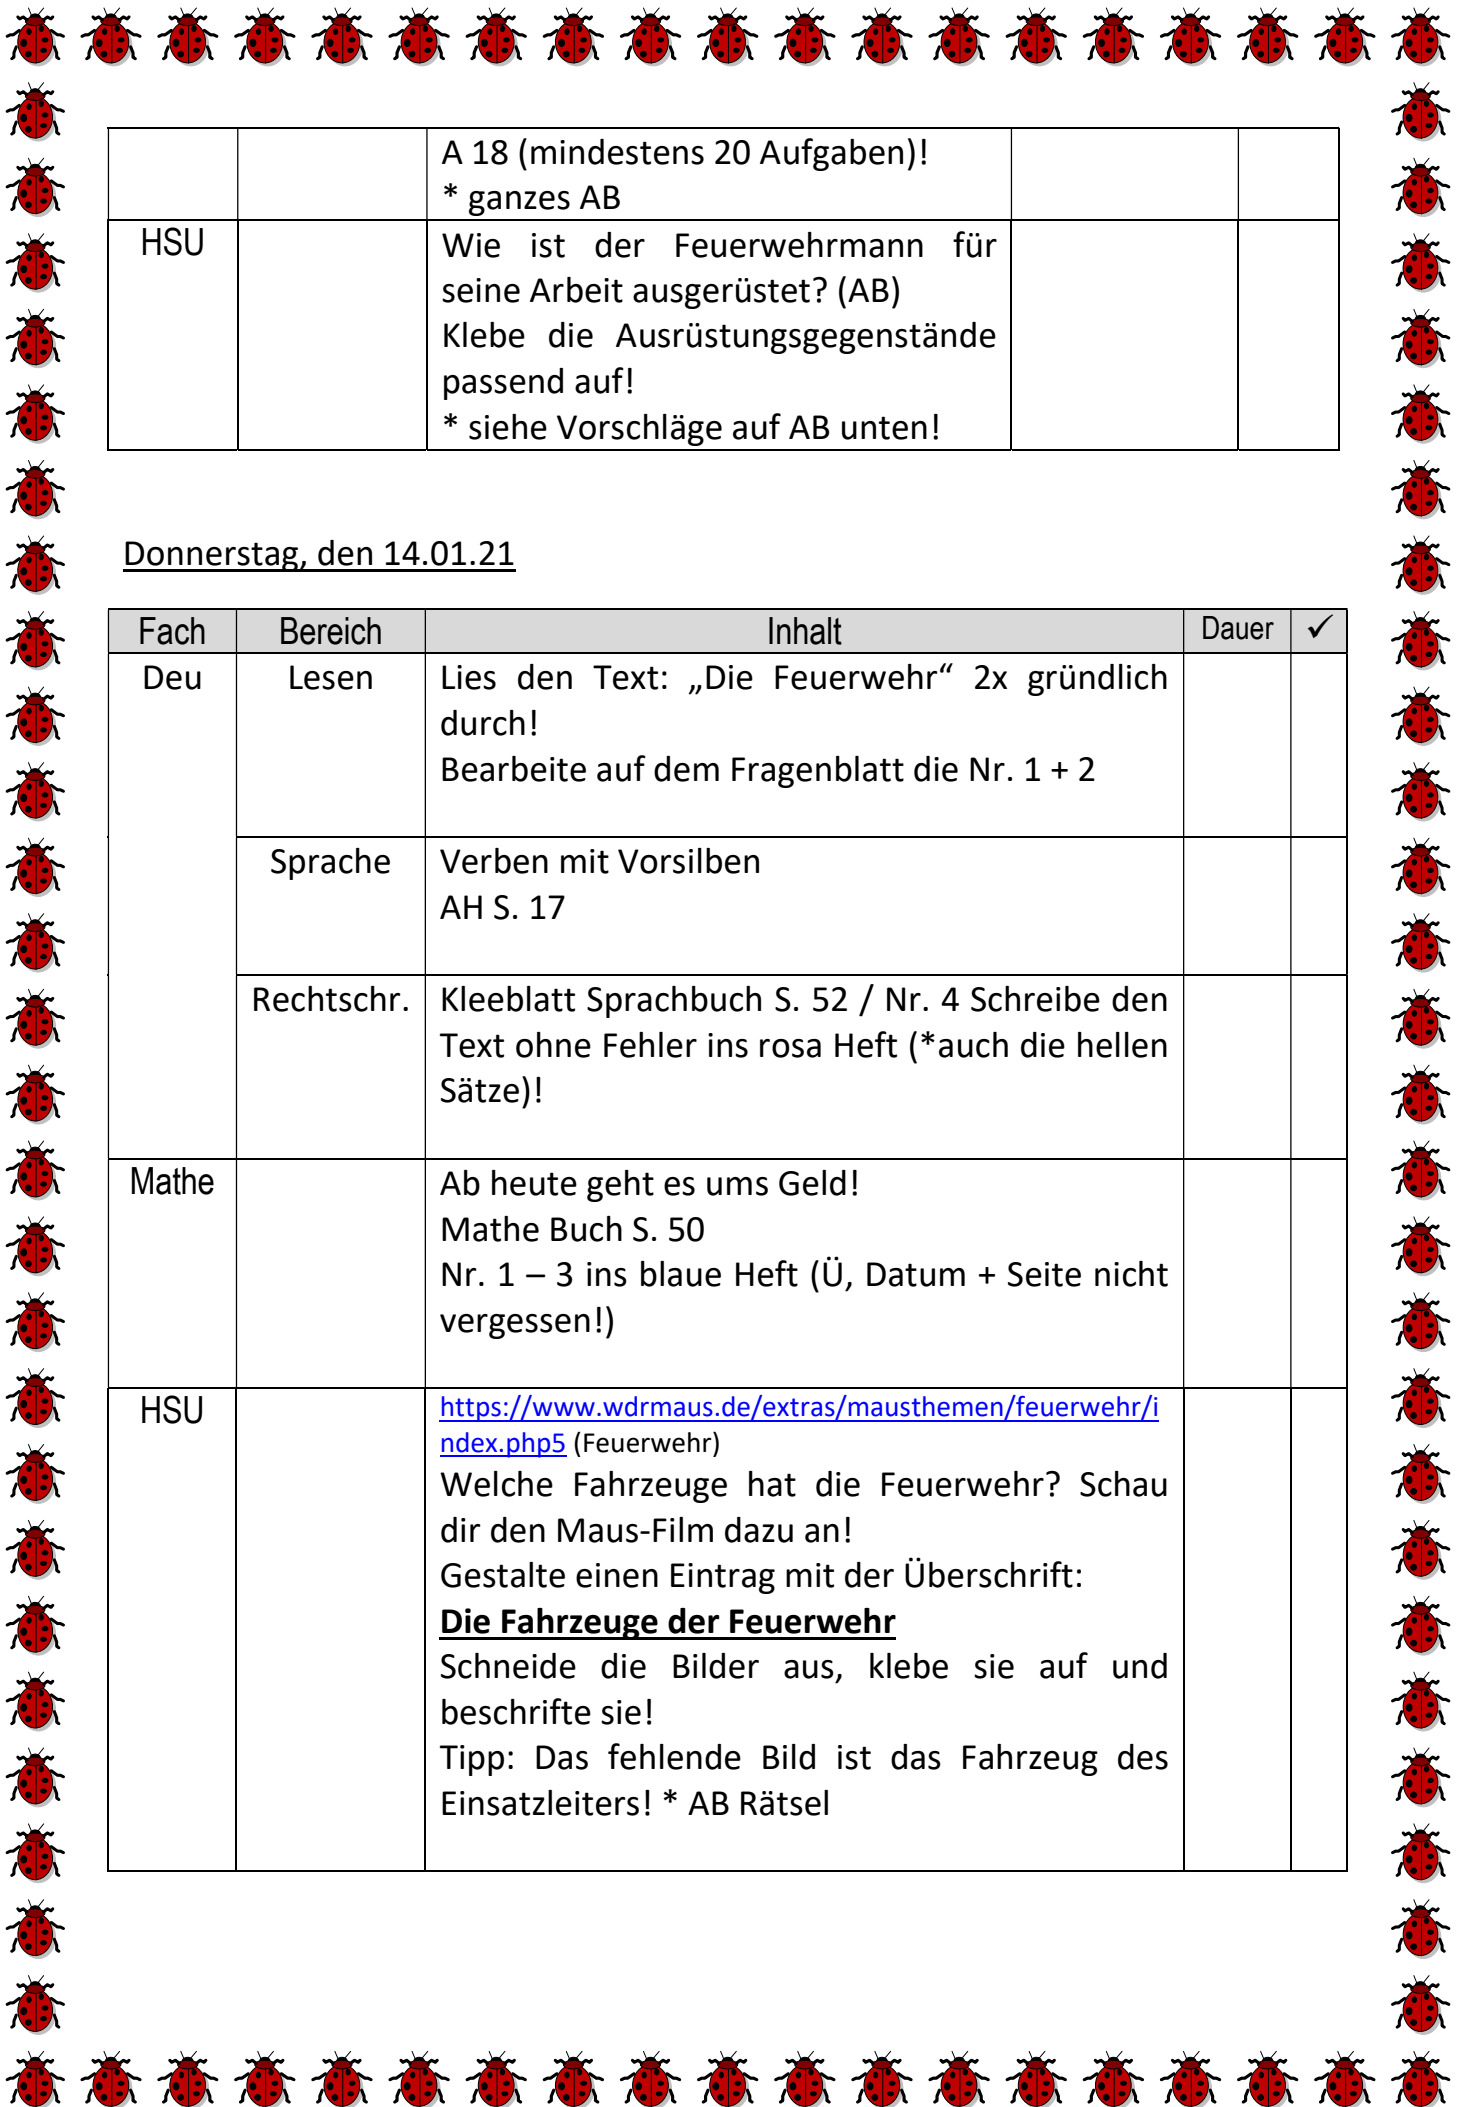 A 18 (mindestens 20 Aufgaben)!
* ganzes AB
HSU
Wie ist der Feuerwehrmann für
seine Arbeit ausgerüstet? (AB)
Klebe die Ausrüstungsgegenstände
passend auf!
* siehe Vorschläge auf AB unten!
Donnerstag, den 14.01.21
Fach Bereich Inhalt Dauer ✓
Deu Lesen Lies den Text: „Die Feuerwehr“ 2x gründlich
durch!
Bearbeite auf dem Fragenblatt die Nr. 1 + 2
Sprache Verben mit Vorsilben
AH S. 17
Rechtschr. Kleeblatt Sprachbuch S. 52 / Nr. 4 Schreibe den
Text ohne Fehler ins rosa Heft (*auch die hellen
Sätze)!
Mathe Ab heute geht es ums Geld!
Mathe Buch S. 50
Nr. 1 – 3 ins blaue Heft (Ü, Datum + Seite nicht
vergessen!)
HSU https://www.wdrmaus.de/extras/mausthemen/feuerwehr/i
ndex.php5 (Feuerwehr)
Welche Fahrzeuge hat die Feuerwehr? Schau
dir den Maus-Film dazu an!
Gestalte einen Eintrag mit der Überschrift:
Die Fahrzeuge der Feuerwehr
Schneide die Bilder aus, klebe sie auf und
beschrifte sie!
Tipp: Das fehlende Bild ist das Fahrzeug des
Einsatzleiters! * AB Rätsel